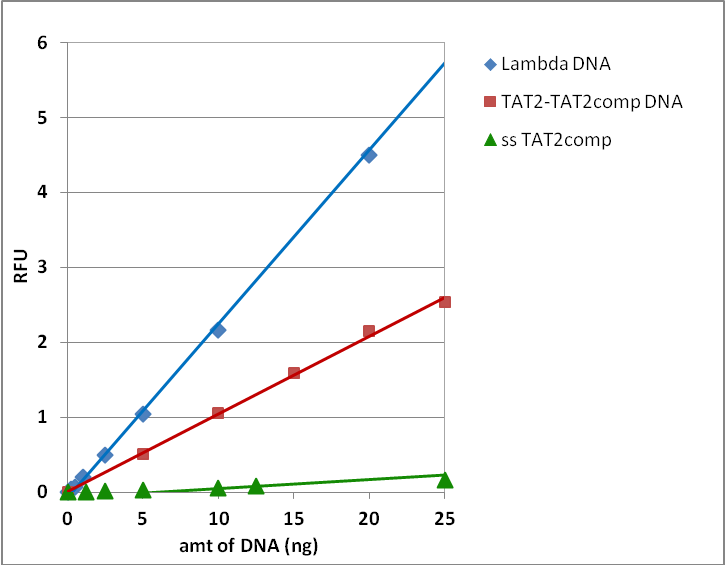 6
5
4
3
2
1
0
RFU
0 5 10 15 20 25
amt of DNA (ng)
Lambda DNA
TAT2-TAT2comp DNA
ss TAT2comp